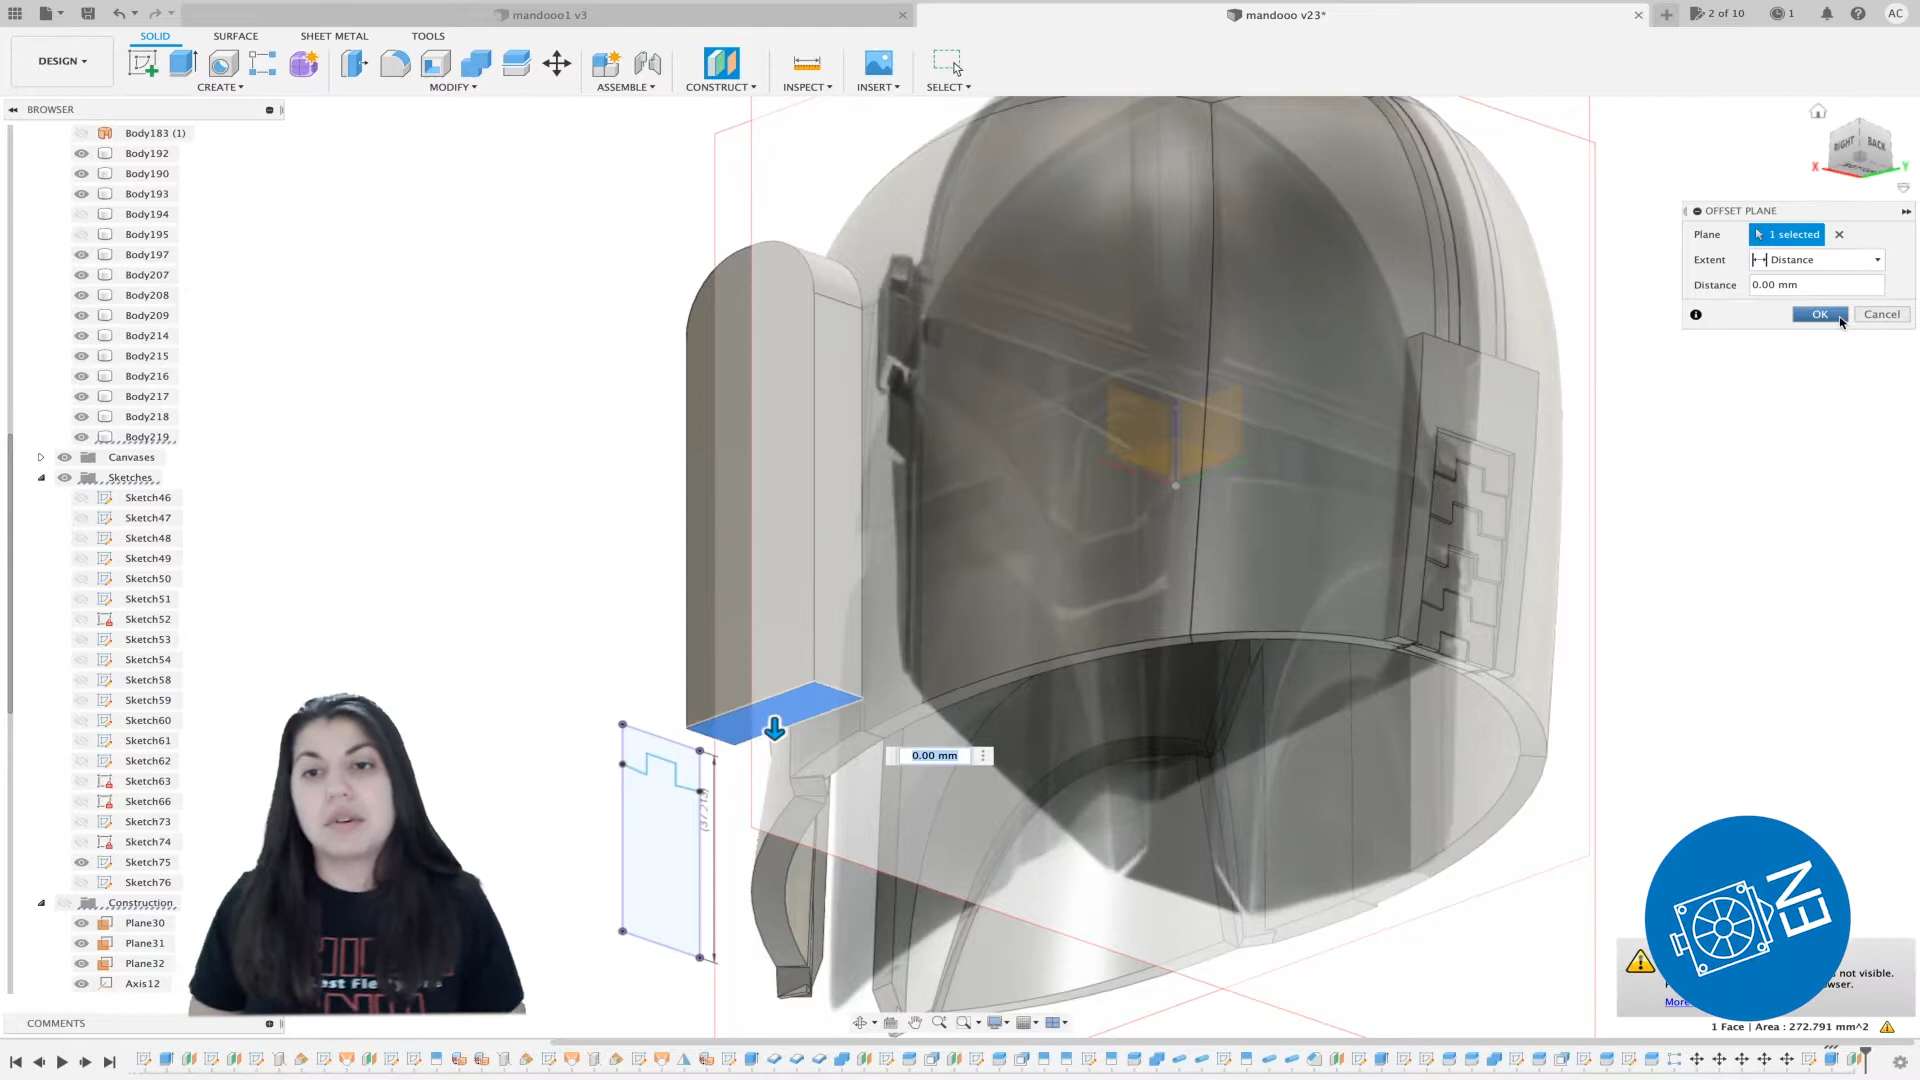 mandooo1 v3
mandooo v23*
2 of 10
1
AC
DESIGN
SOLID
SURFACE
SHEET METAL
TOOLS
CREATE
MODIFY
ASSEMBLE
CONSTRUCT
INSPECT
INSERT
SELECT
BROWSER
Body183 (1)
Body192
Body190
Body193
Body194
Body195
Body197
Body207
Body208
Body209
Body214
Body215
Body216
Body217
Body218
Body219
Canvases
Sketches
Sketch46
Sketch47
Sketch48
Sketch49
Sketch50
Sketch51
Sketch52
Sketch53
Sketch54
Sketch58
Sketch59
Sketch60
Sketch61
Sketch62
Sketch63
Sketch66
Sketch73
Sketch74
Sketch75
Sketch76
Construction
Plane30
Plane31
Plane32
Axis12
COMMENTS
RIGHT
BACK
X
Y
OFFSET PLANE
Plane
1 selected
Extent
Distance
Distance
0.00 mm
OK
Cancel
0.00 mm
EN
not visible.
More
1 Face | Area : 272.791 mm^2